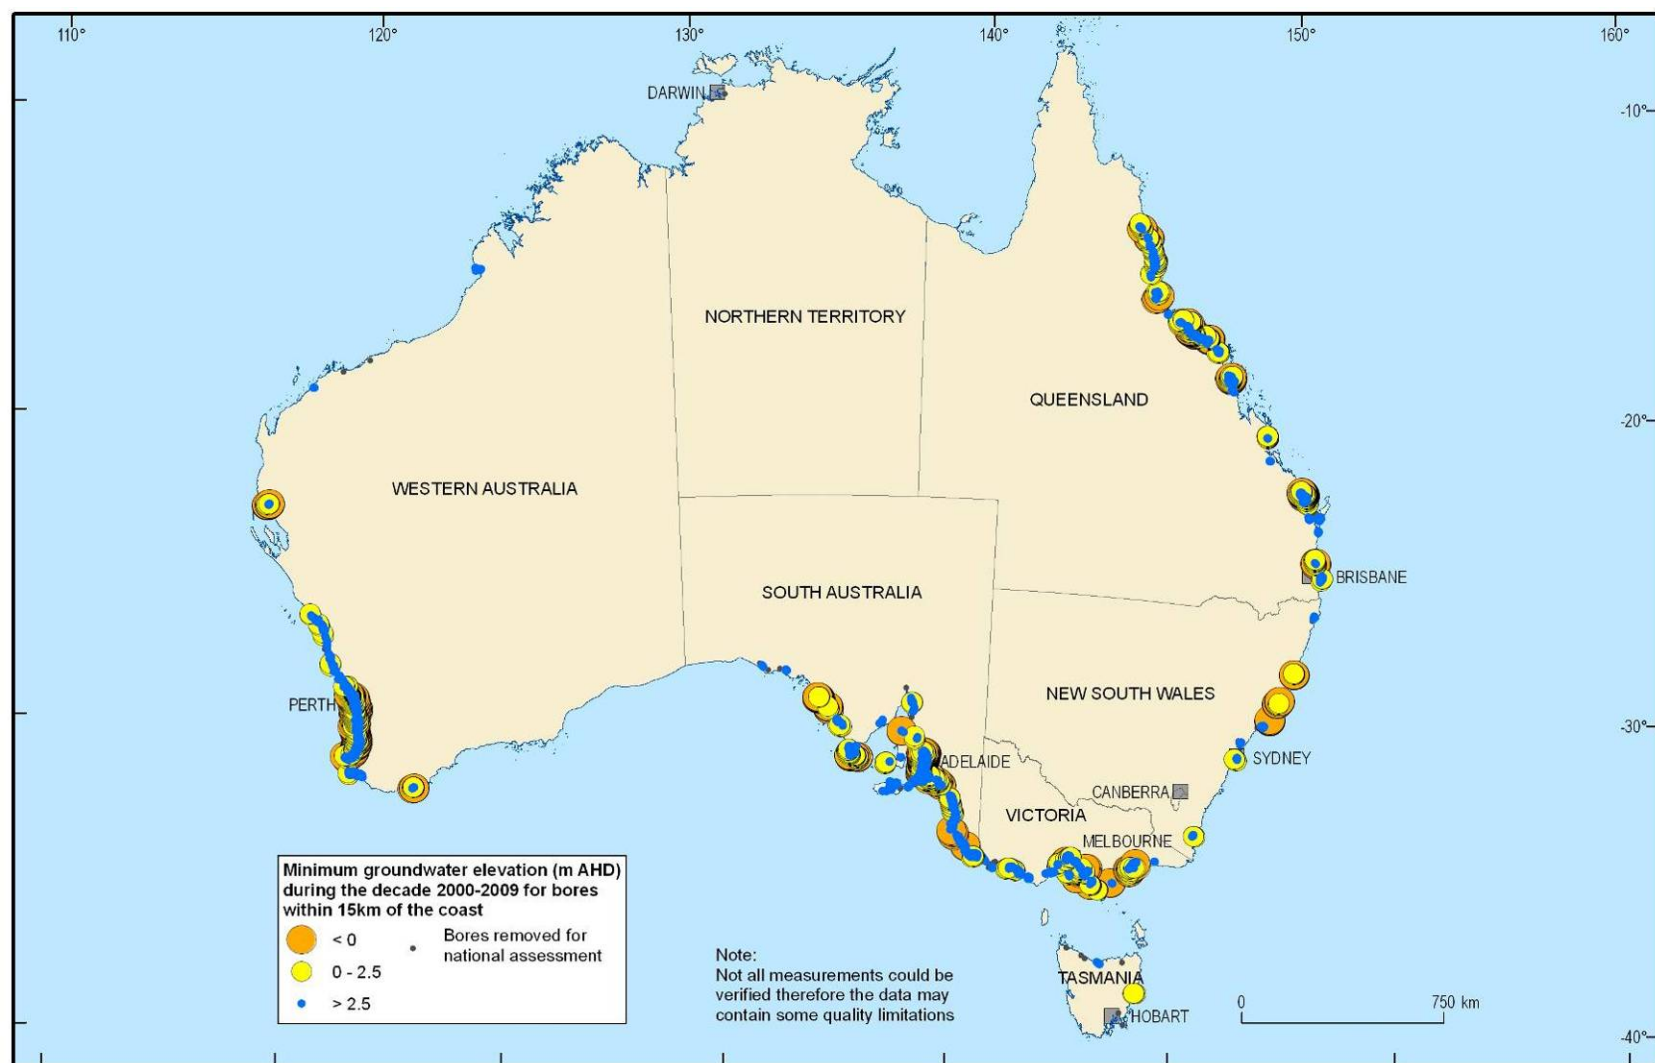 110°
120°
130°
140°
150°
160°
DARWIN
-10°
NORTHERN TERRITORY
QUEENSLAND
-20°
WESTERN AUSTRALIA
BRISBANE
SOUTH AUSTRALIA
NEW SOUTH WALES
PERTH
-30°
ADELAIDE
SYDNEY
CANBERRA
VICTORIA
MELBOURNE
Minimum groundwater elevation (m AHD)
during the decade 2000-2009 for bores
within 15km of the coast
< 0
0 - 2.5
> 2.5
Bores removed for
national assessment
Note:
Not all measurements could be
verified therefore the data may
contain some quality limitations
TASMANIA
HOBART
0 750 km
-40°